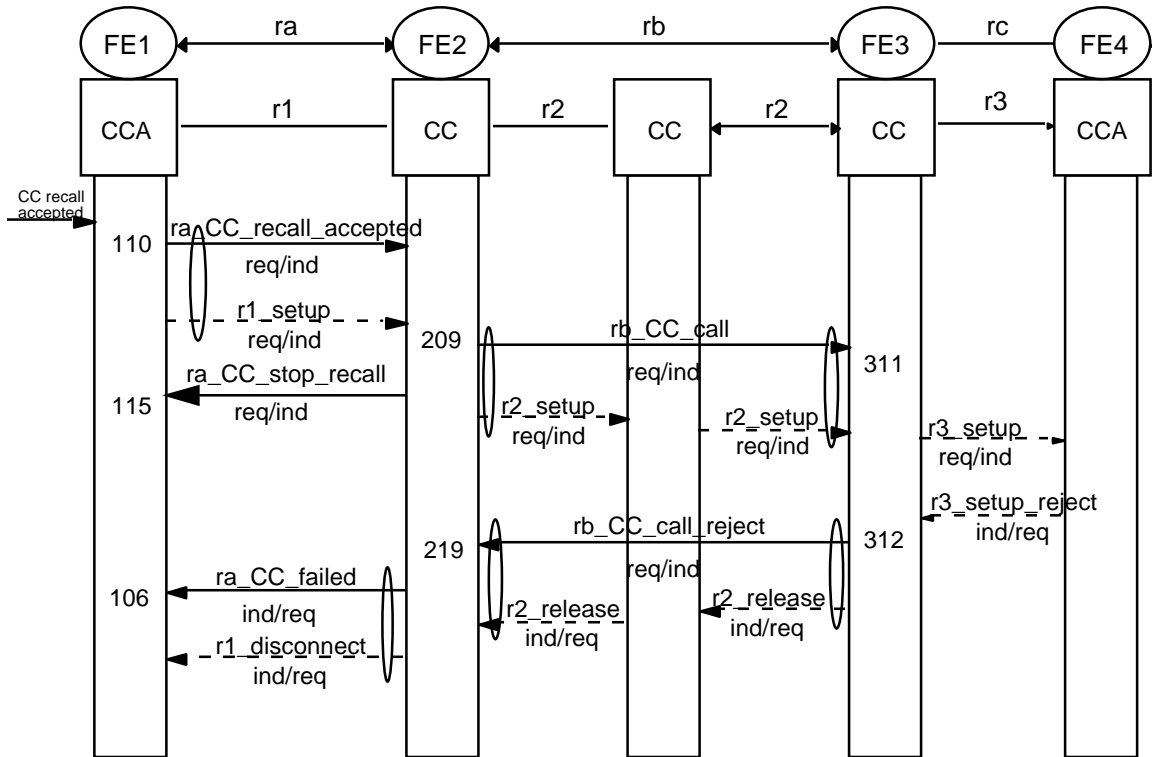 FE1 ra FE2 rb FE3 rc FE4
CCA r1 CC r2 CC r2 CC r3 CCA
CC recall
accepted
110 ra_CC_recall_accepted
req/ind
r1_setup
req/ind
209 rb_CC_call
req/ind
311
ra_CC_stop_recall
115 req/ind
r2_setup
req/ind
r2_setup
req/ind
r3_setup
req/ind
r3_setup_reject
ind/req
rb_CC_call_reject
219 req/ind 312
ra_CC_failed
106 ind/req
r2_release
ind/req
r2_release
ind/req
r1_disconnect
ind/req